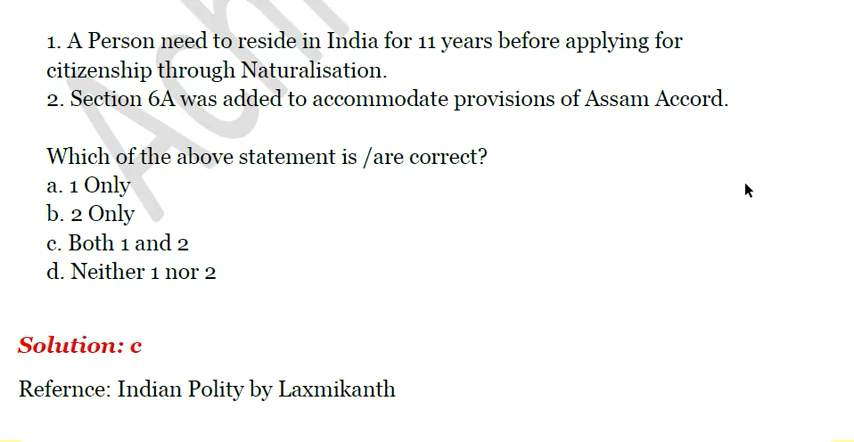 1. A Person need to reside in India for 11 years before applying for
citizenship through Naturalisation.
2. Section 6A was added to accommodate provisions of Assam Accord.
Which of the above statement is /are correct?
a. 1 Only
b. 2 Only
c. Both 1 and 2
d. Neither 1 nor 2
Solution: c
Refernce: Indian Polity by Laxmikanth